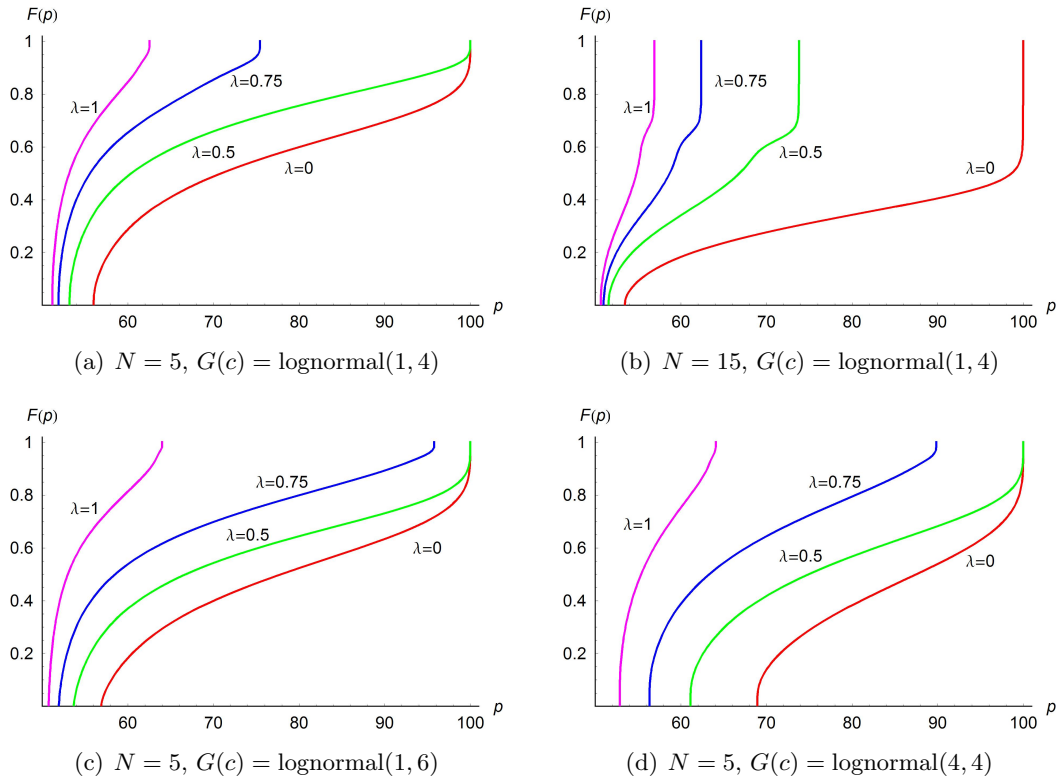 F(p)
1
0.8
0.6
0.4
0.2
60 70 80 90 100 p
λ=1
λ=0.75
λ=0.5
λ=0
(a) N = 5, G(c) = lognormal(1, 4)
F(p)
1
0.8
0.6
0.4
0.2
60 70 80 90 100 p
λ=1
λ=0.75
λ=0.5
λ=0
(b) N = 15, G(c) = lognormal(1, 4)
F(p)
1
0.8
0.6
0.4
0.2
60 70 80 90 100 p
λ=1
λ=0.75
λ=0.5
λ=0
(c) N = 5, G(c) = lognormal(1, 6)
F(p)
1
0.8
0.6
0.4
0.2
60 70 80 90 100 p
λ=1
λ=0.75
λ=0.5
λ=0
(d) N = 5, G(c) = lognormal(4, 4)